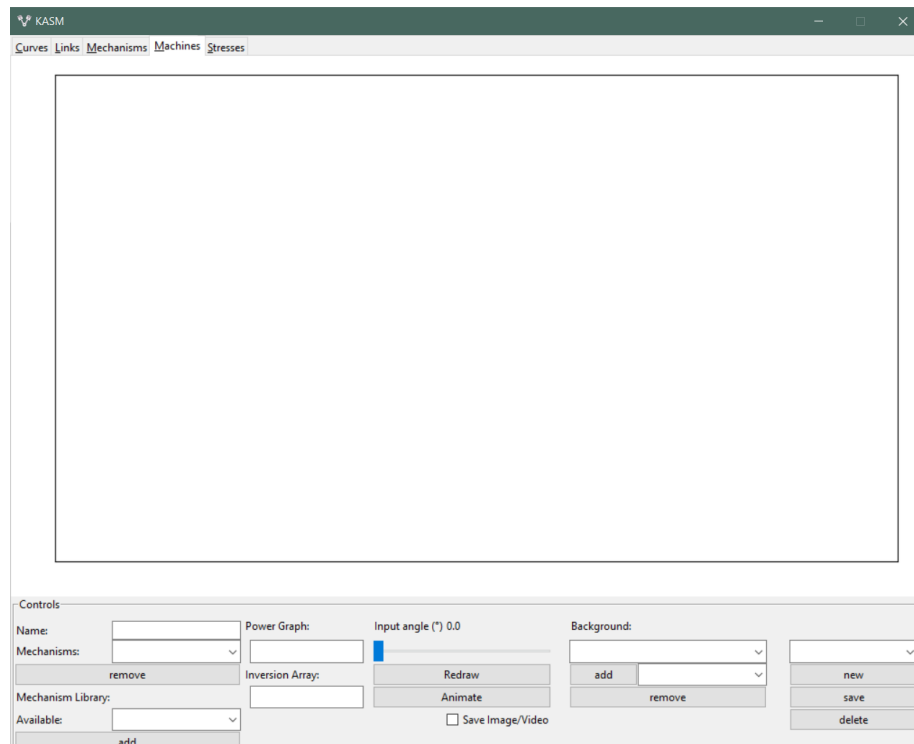 KASM
Curves Links Mechanisms Machines Stresses
Controls
Name:
Power Graph:
Input angle (°) 0.0
Background:
Mechanisms:
remove
Inversion Array:
Redraw
add
new
Mechanism Library:
Animate
remove
save
Available:
Save Image/Video
delete
add